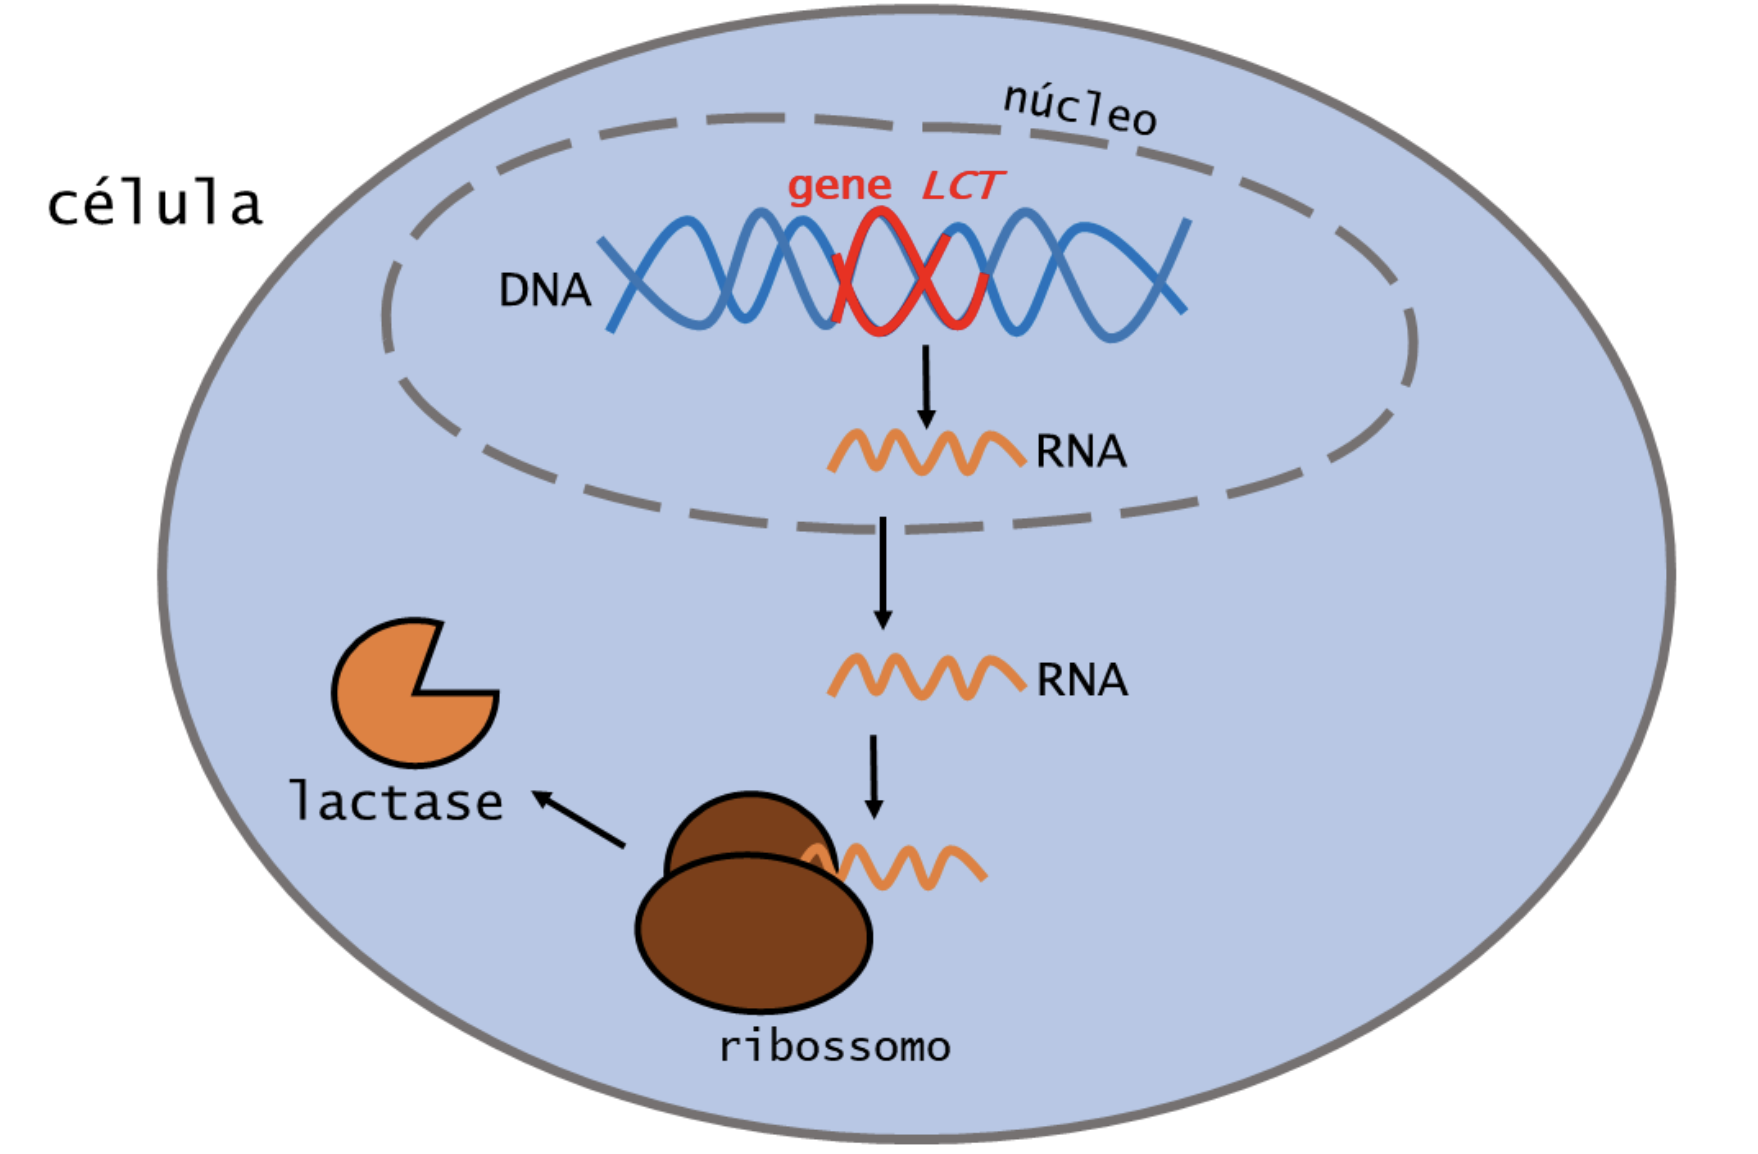 núcleo
célula
gene LCT
DNA
RNA
RNA
lactase
ribossomo